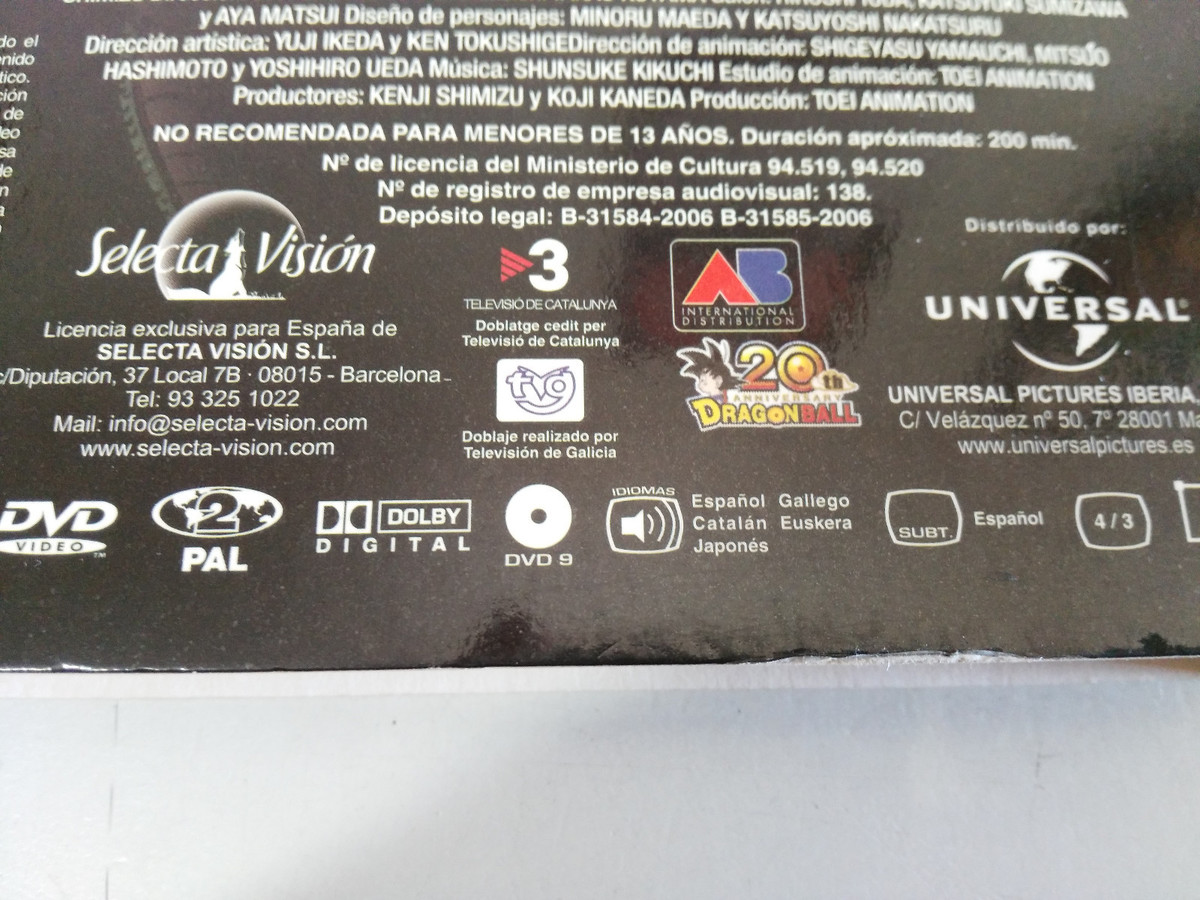 y AYA MATSUI Diseño de personajes: MINORU MAEDA Y KATSUYOSHI NAKATSURU
Dirección artística: YUJI IKEDA y KEN TOKUSHIGEDirección de animación: SHIGEYASU YAMAUCHI, MITSUO
HASHIMOTO y YOSHIHIRO UEDA Música: SHUNSUKE KIKUCHI Estudio de animación: TOEI ANIMATION
Productores: KENJI SHIMIZU y KOJI KANEDA Producción: TOEI ANIMATION
NO RECOMENDADA PARA MENORES DE 13 AÑOS. Duración apróximada: 200 min.
Nº de licencia del Ministerio de Cultura 94.519, 94.520
Nº de registro de empresa audiovisual: 138.
Depósito legal: B-31584-2006 B-31585-2006
Selecta Visión
Licencia exclusiva para España de
SELECTA VISIÓN S.L.
c/Diputación, 37 Local 7B · 08015 - Barcelona
Tel: 93 325 1022
Mail: info@selecta-vision.com
www.selecta-vision.com
3
TELEVISIÓ DE CATALUNYA
Doblatge cedit per
Televisió de Catalunya
tvg
Doblaje realizado por
Televisión de Galicia
AB
INTERNATIONAL
DISTRIBUTION
20th
ANNIVERSARY
DRAGONBALL
Distribuido por:
UNIVERSAL
UNIVERSAL PICTURES IBERIA
C/ Velázquez nº 50, 7º 28001
www.universalpictures.es
DVD
VIDEO
2
PAL
DOLBY
DIGITAL
DVD 9
IDIOMAS
Español Gallego
Catalán Euskera
Japonés
SUBT.
Español
4/3